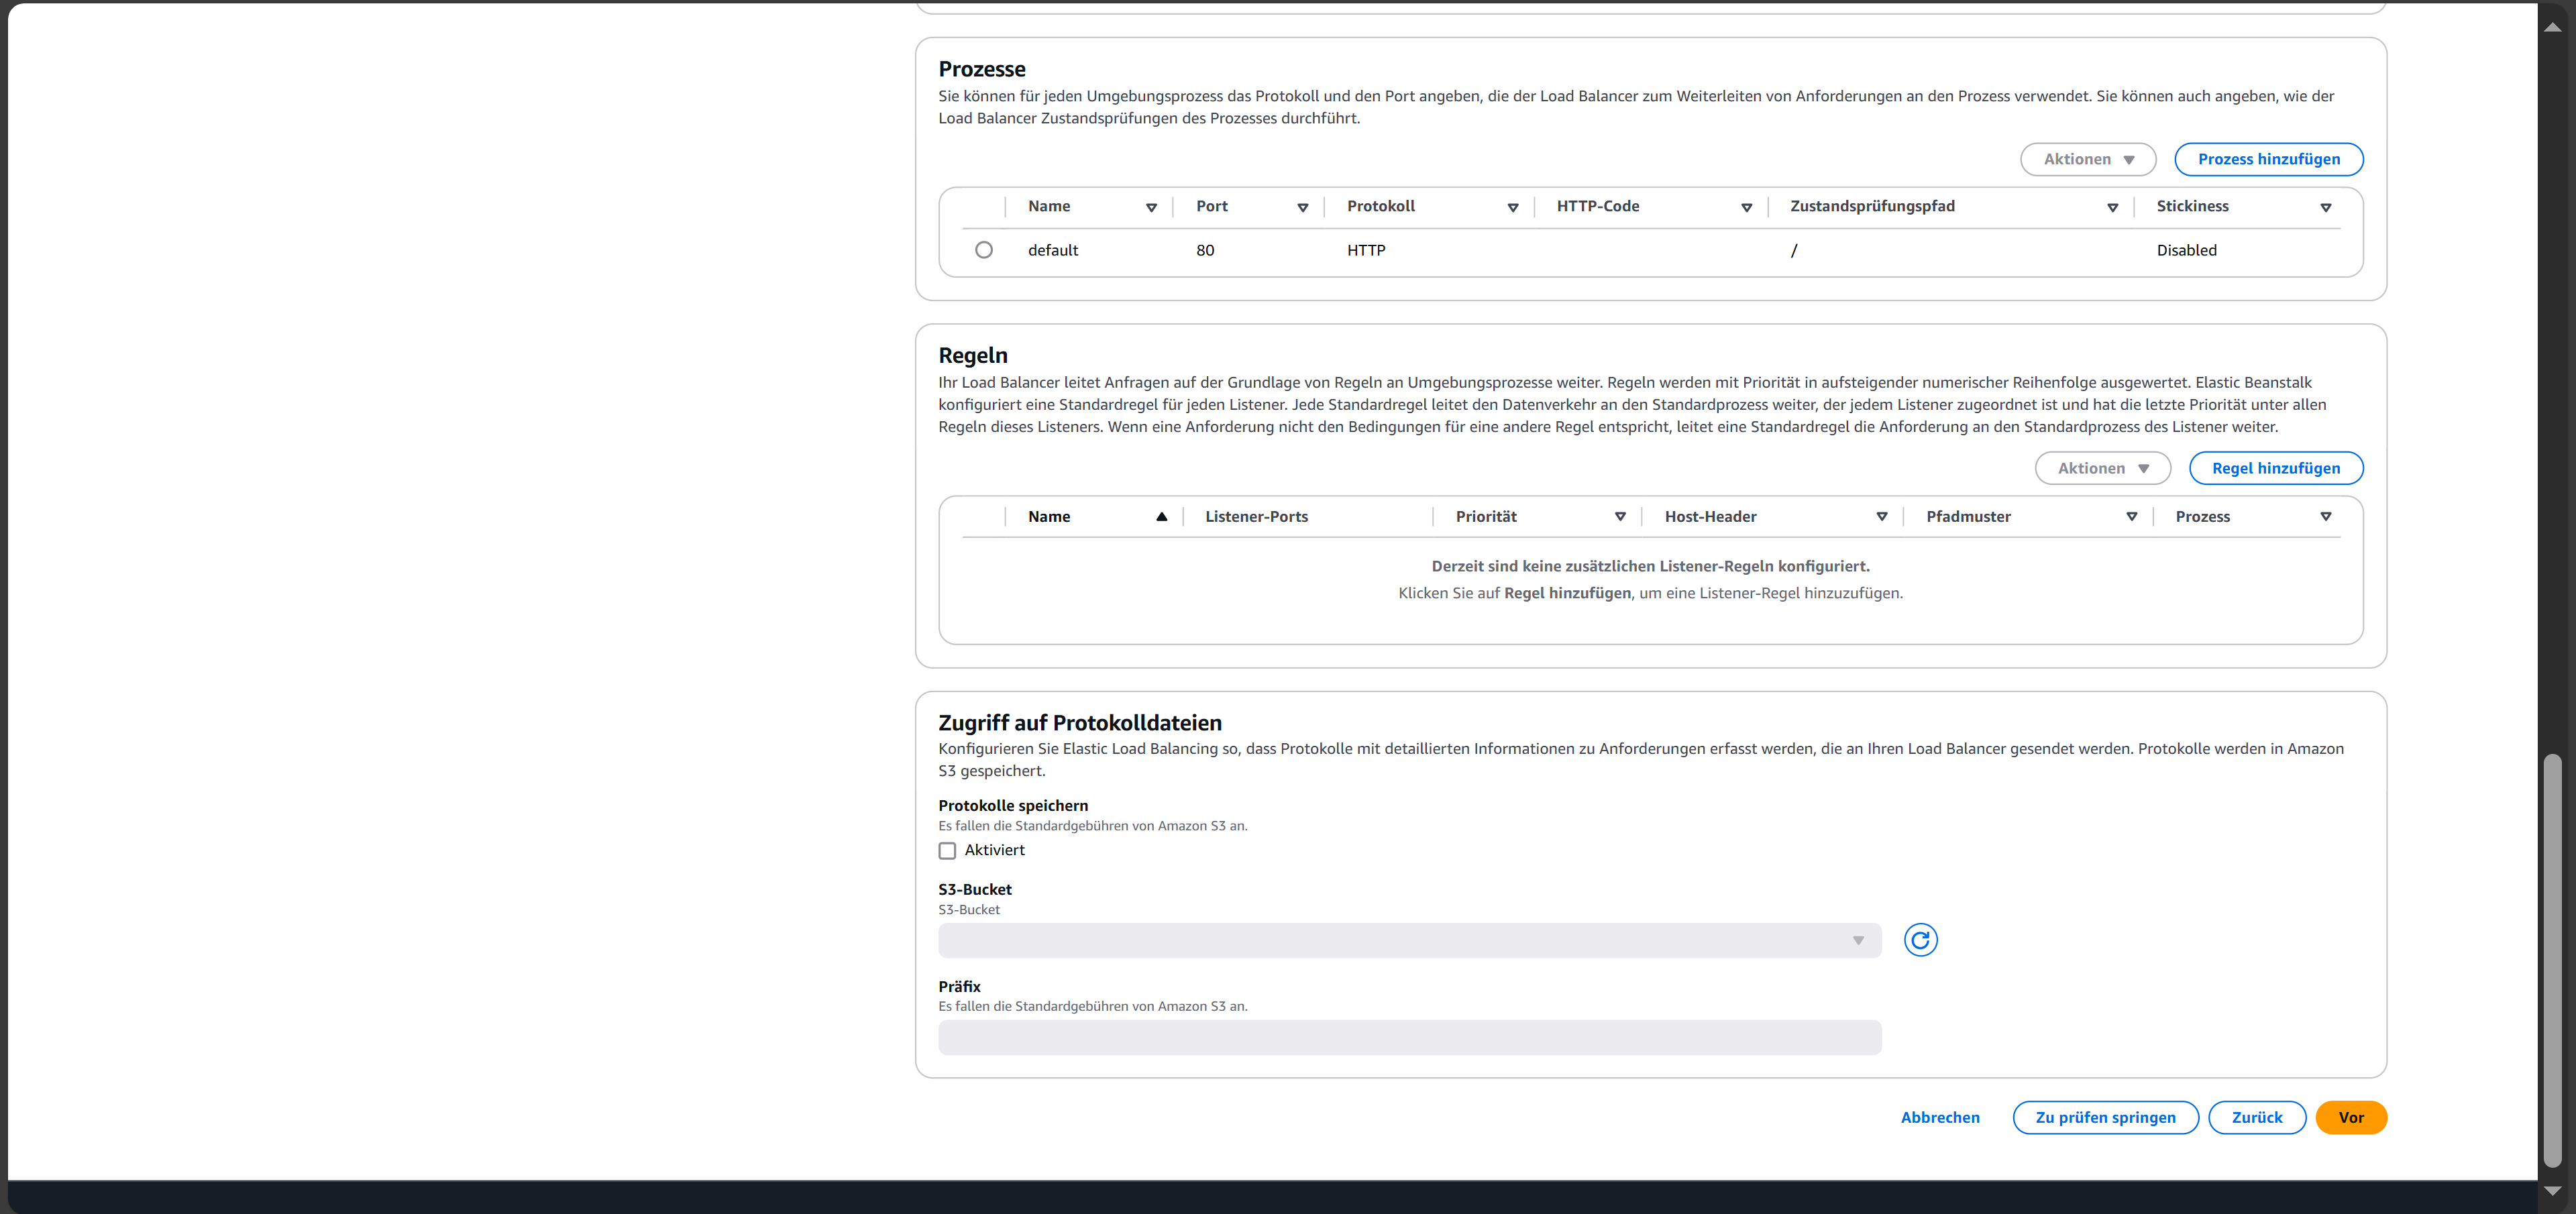 Prozesse
Sie können für jeden Umgebungsprozess das Protokoll und den Port angeben, die der Load Balancer zum Weiterleiten von Anforderungen an den Prozess verwendet. Sie können auch angeben, wie der
Load Balancer Zustandsprüfungen des Prozesses durchführt.
Aktionen Prozess hinzufügen
Name Port Protokoll HTTP-Code Zustandsprüfungspfad Stickiness
default 80 HTTP / Disabled
Regeln
Ihr Load Balancer leitet Anfragen auf der Grundlage von Regeln an Umgebungsprozesse weiter. Regeln werden mit Priorität in aufsteigender numerischer Reihenfolge ausgewertet. Elastic Beanstalk
konfiguriert eine Standardregel für jeden Listener. Jede Standardregel leitet den Datenverkehr an den Standardprozess weiter, der jedem Listener zugeordnet ist und hat die letzte Priorität unter allen
Regeln dieses Listeners. Wenn eine Anforderung nicht den Bedingungen für eine andere Regel entspricht, leitet eine Standardregel die Anforderung an den Standardprozess des Listener weiter.
Aktionen Regel hinzufügen
Name Listener-Ports Priorität Host-Header Pfadmuster Prozess
Derzeit sind keine zusätzlichen Listener-Regeln konfiguriert.
Klicken Sie auf Regel hinzufügen, um eine Listener-Regel hinzuzufügen.
Zugriff auf Protokolldateien
Konfigurieren Sie Elastic Load Balancing so, dass Protokolle mit detaillierten Informationen zu Anforderungen erfasst werden, die an Ihren Load Balancer gesendet werden. Protokolle werden in Amazon
S3 gespeichert.
Protokolle speichern
Es fallen die Standardgebühren von Amazon S3 an.
Aktiviert
S3-Bucket
S3-Bucket
Präfix
Es fallen die Standardgebühren von Amazon S3 an.
Abbrechen Zu prüfen springen Zurück Vor